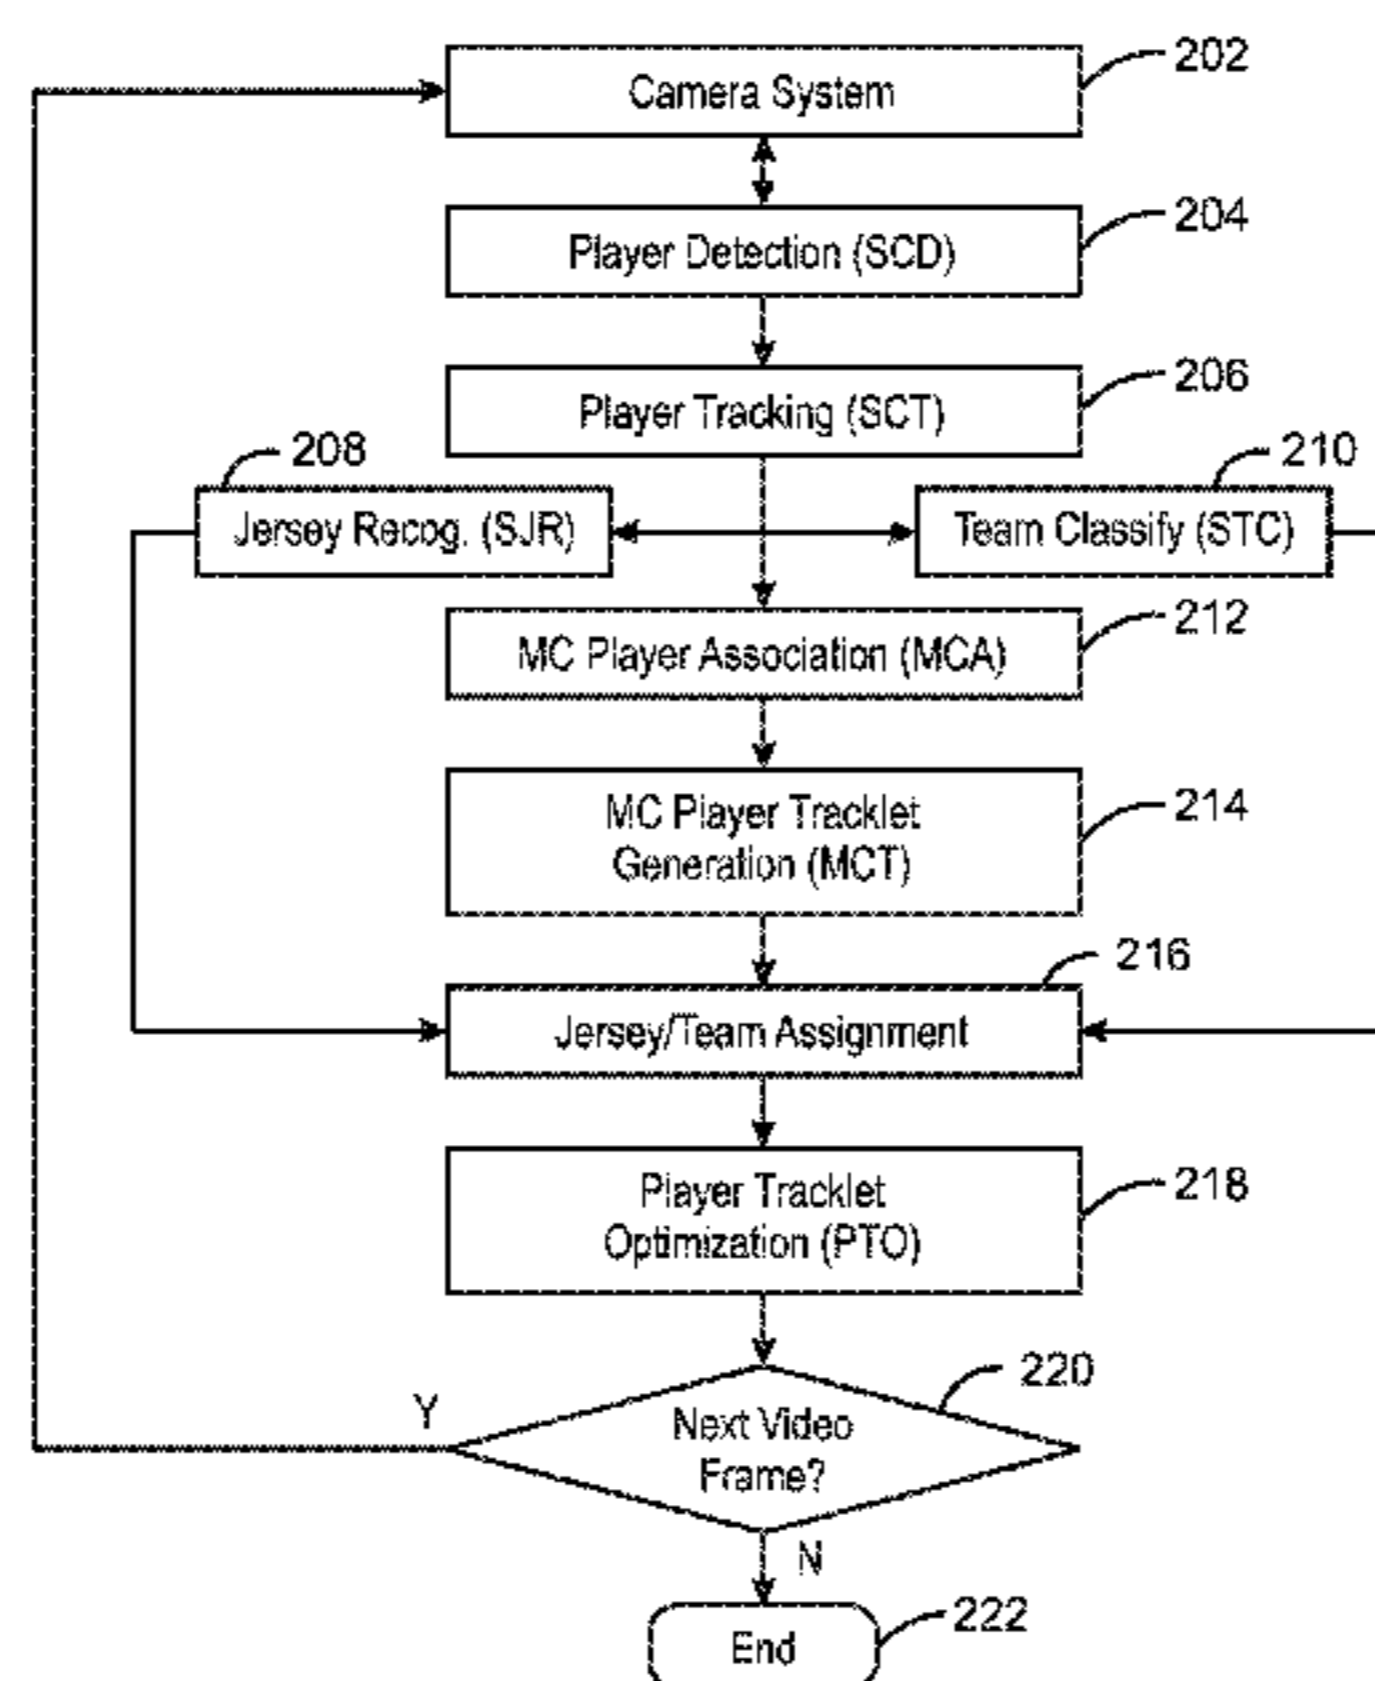 202
Camera System
204
Player Detection (SCD)
206
Player Tracking (SCT)
208
210
Jersey Recog. (SJR)
Team Classify (STC)
212
MC Player Association (MCA)
MC Player Tracklet
Generation (MCT)
214
216
Jersey/Team Assignment
Player Tracklet
Optimization (PTO)
218
220
Y
Next Video
Frame?
N
222
End